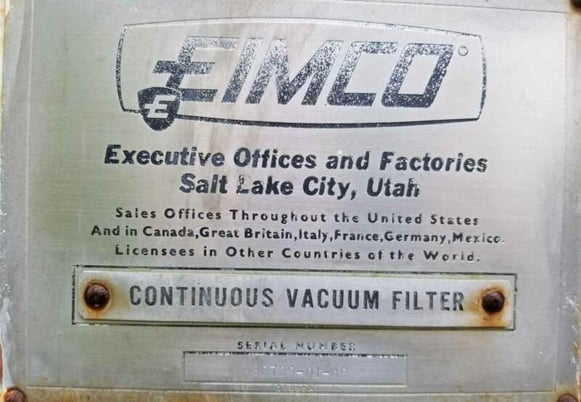 EIMCO®
E
Executive Offices and Factories
Salt Lake City, Utah
Sales Offices Throughout the United States
And in Canada, Great Britain, Italy, France, Germany, Mexico.
Licensees in Other Countries of the World.
CONTINUOUS VACUUM FILTER
SERIAL NUMBER